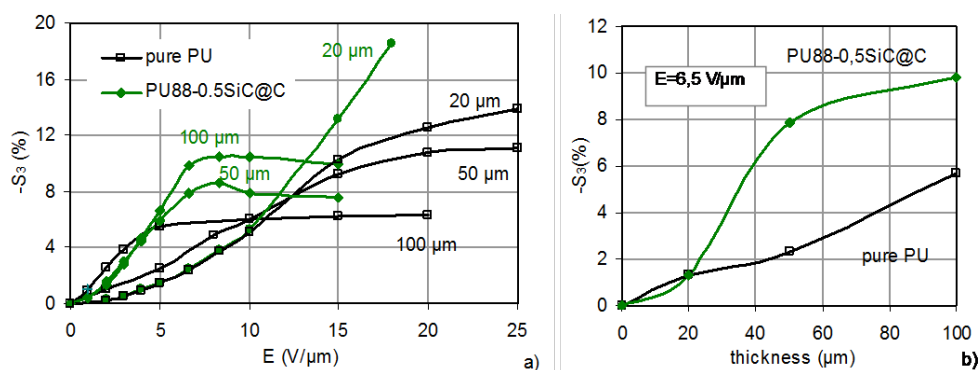 20
16
12
8
4
0
-S₃ (%)
pure PU
PU88-0.5SiC@C
20 µm
100 µm
50 µm
20 µm
50 µm
100 µm
0 5 10 15 20 25
E (V/µm)
a)
12
10
8
6
4
2
0
-S₃(%)
PU88-0,5SiC@C
E=6,5 V/µm
pure PU
0 20 40 60 80 100
thickness (µm)
b)